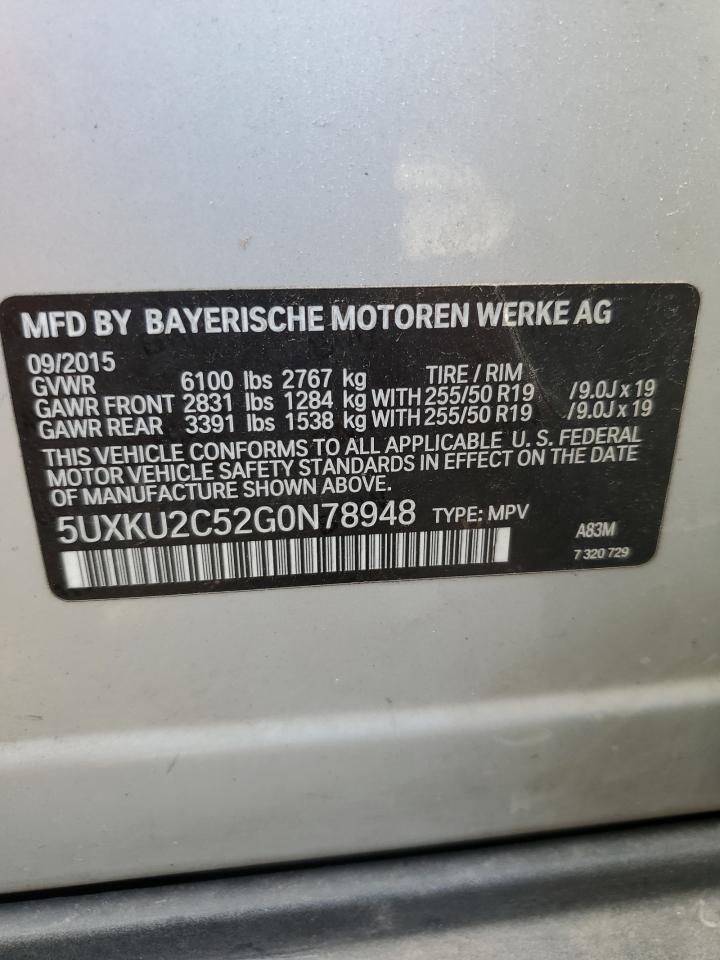 MFD BY BAYERISCHE MOTOREN WERKE AG
09/2015
GVWR 6100 lbs 2767 kg TIRE / RIM
GAWR FRONT 2831 lbs 1284 kg WITH 255/50 R19 /9.0J x 19
GAWR REAR 3391 lbs 1538 kg WITH 255/50 R19 /9.0J x 19
THIS VEHICLE CONFORMS TO ALL APPLICABLE U. S. FEDERAL
MOTOR VEHICLE SAFETY STANDARDS IN EFFECT ON THE DATE
OF MANUFACTURE SHOWN ABOVE.
5UXKU2C52G0N78948 TYPE: MPV A83M
7 320 729